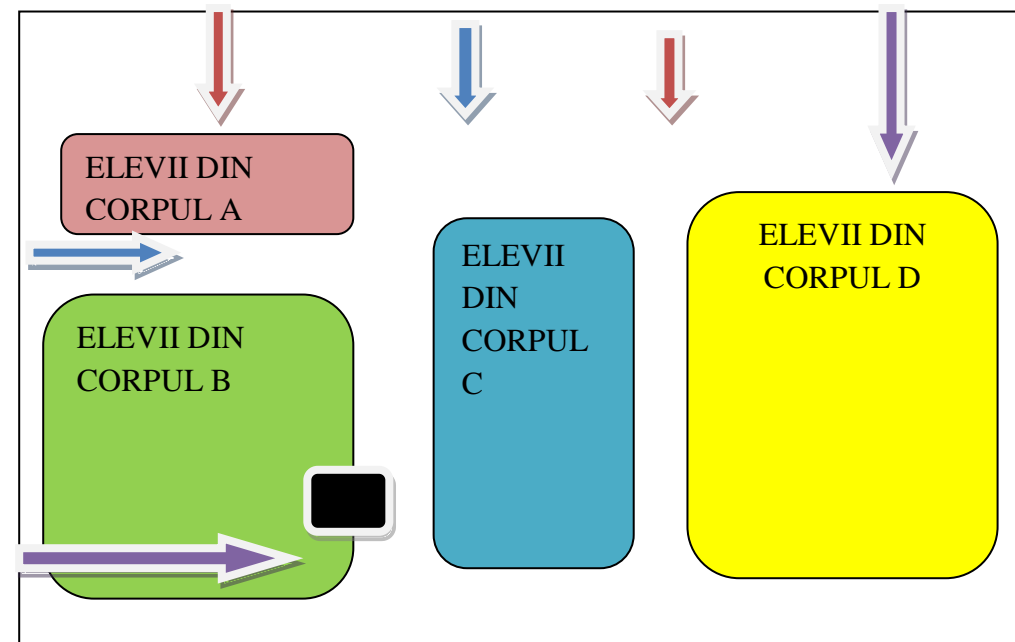 ELEVII DIN
CORPUL A
ELEVII DIN
CORPUL B
ELEVII
DIN
CORPUL
C
ELEVII DIN
CORPUL D